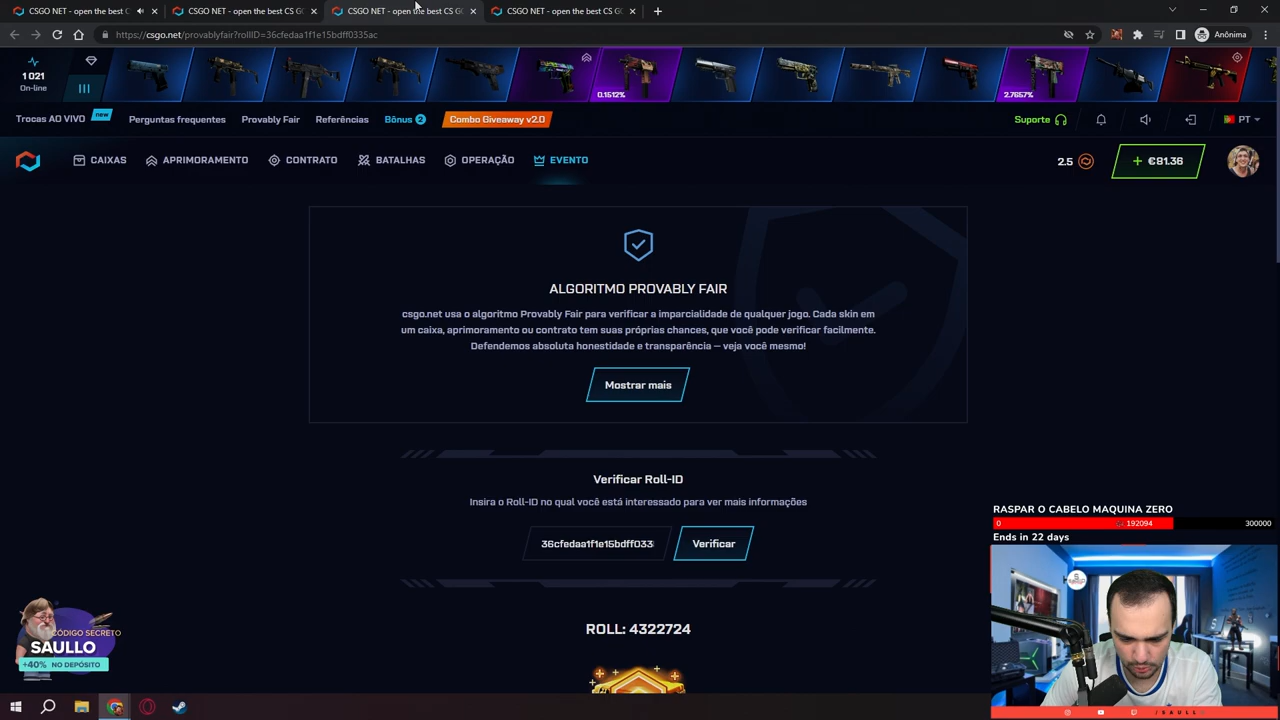 CSGO NET - open the best C
CSGO NET - open the best CS GO
CSGO NET - open the best CS GO
CSGO NET - open the best CS GO
https://csgo.net/provablyfair?rollID=36cfedaa1f1e15bdff0335ac
Anônima
1 021
On-line
0.1512%
2.7657%
Trocas AO VIVO
new
Perguntas frequentes
Provably Fair
Referências
Bônus 2
Combo Giveaway v2.0
Suporte
PT
CAIXAS
APRIMORAMENTO
CONTRATO
BATALHAS
OPERAÇÃO
EVENTO
2.5
+ €81.36
ALGORITMO PROVABLY FAIR
csgo.net usa o algoritmo Provably Fair para verificar a imparcialidade de qualquer jogo. Cada skin em
um caixa, aprimoramento ou contrato tem suas próprias chances, que você pode verificar facilmente.
Defendemos absoluta honestidade e transparência — veja você mesmo!
Mostrar mais
Verificar Roll-ID
Insira o Roll-ID no qual você está interessado para ver mais informações
36cfedaa1f1e15bdff033
Verificar
ROLL: 4322724
CÓDIGO SECRETO
SAULLO
+40% NO DEPÓSITO
RASPAR O CABELO MAQUINA ZERO
0
192094
300000
Ends in 22 days